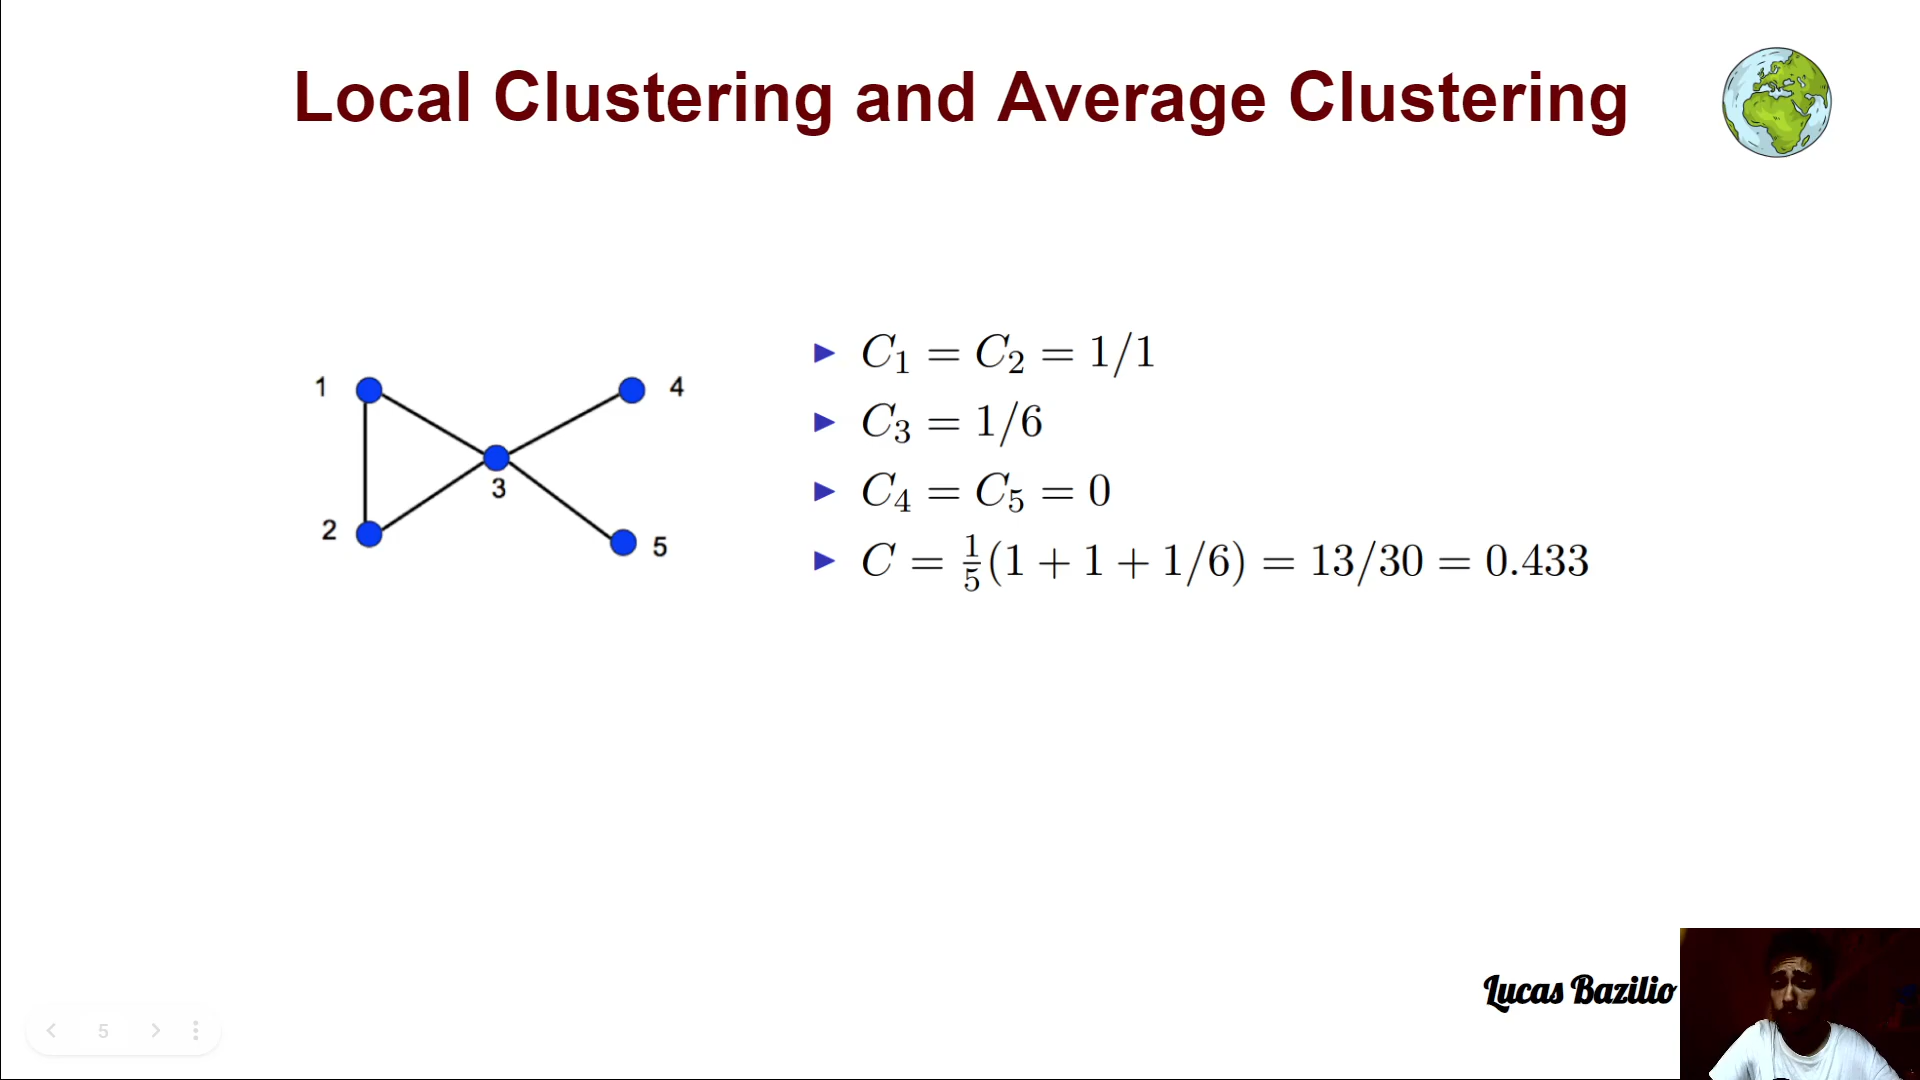 Local Clustering and Average Clustering
1
4
3
2
5
▶ C₁ = C₂ = 1/1
▶ C₃ = 1/6
▶ C₄ = C₅ = 0
▶ C = 1/5(1 + 1 + 1/6) = 13/30 = 0.433
Lucas Bazilio
5